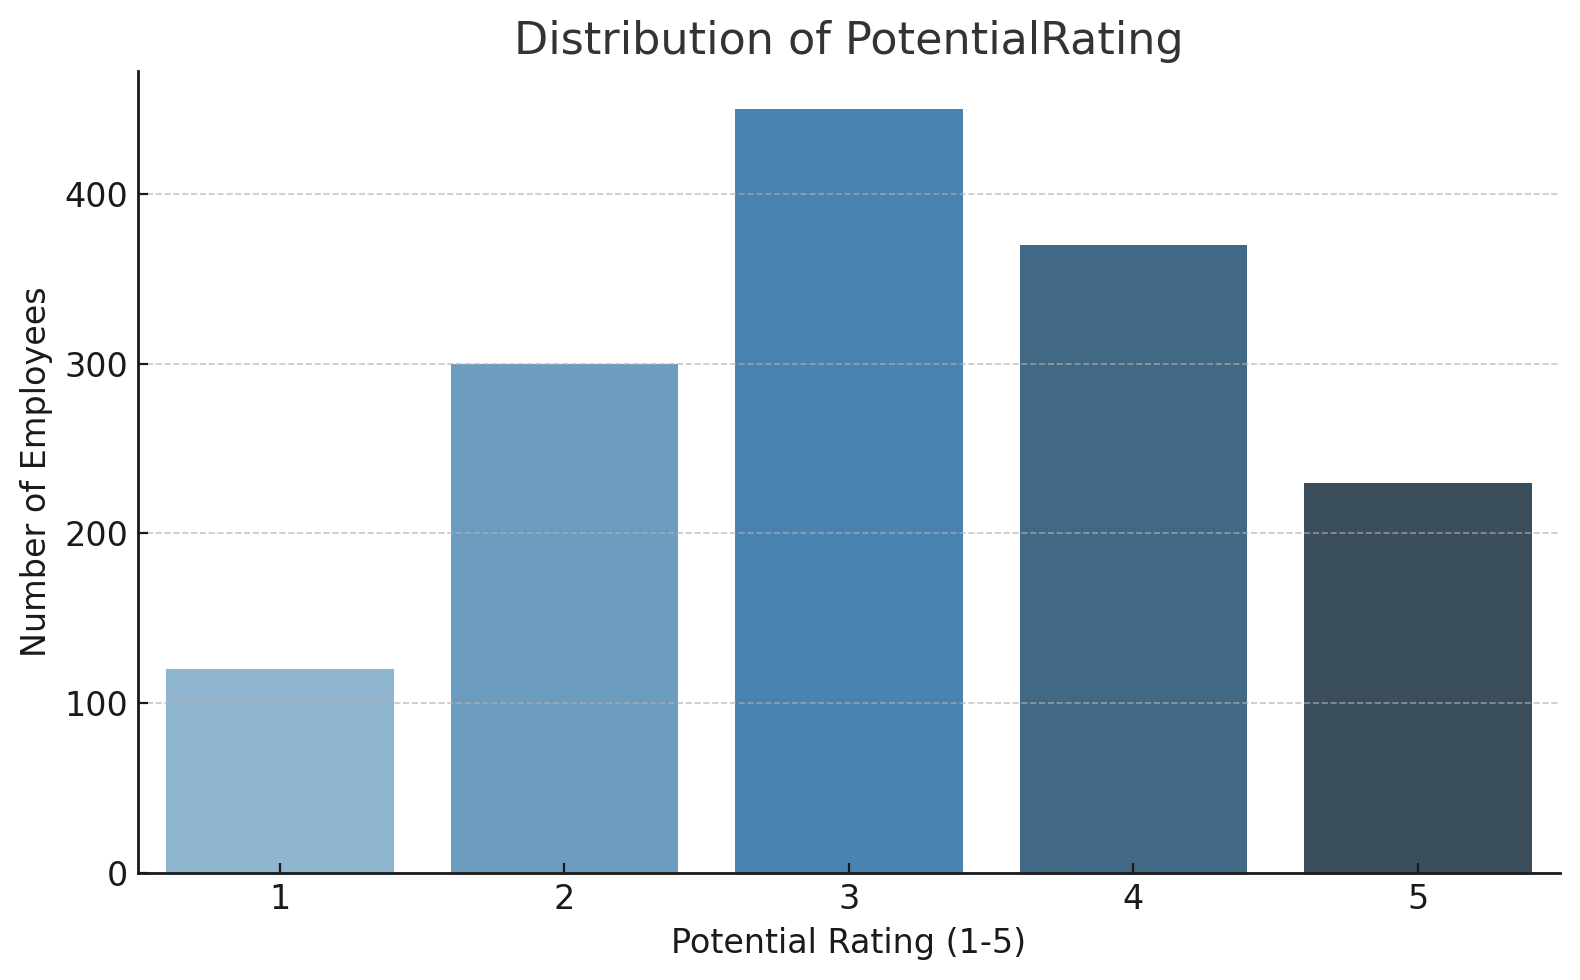 Distribution of PotentialRating
Number of Employees
400
300
200
100
0
1 2 3 4 5
Potential Rating (1-5)